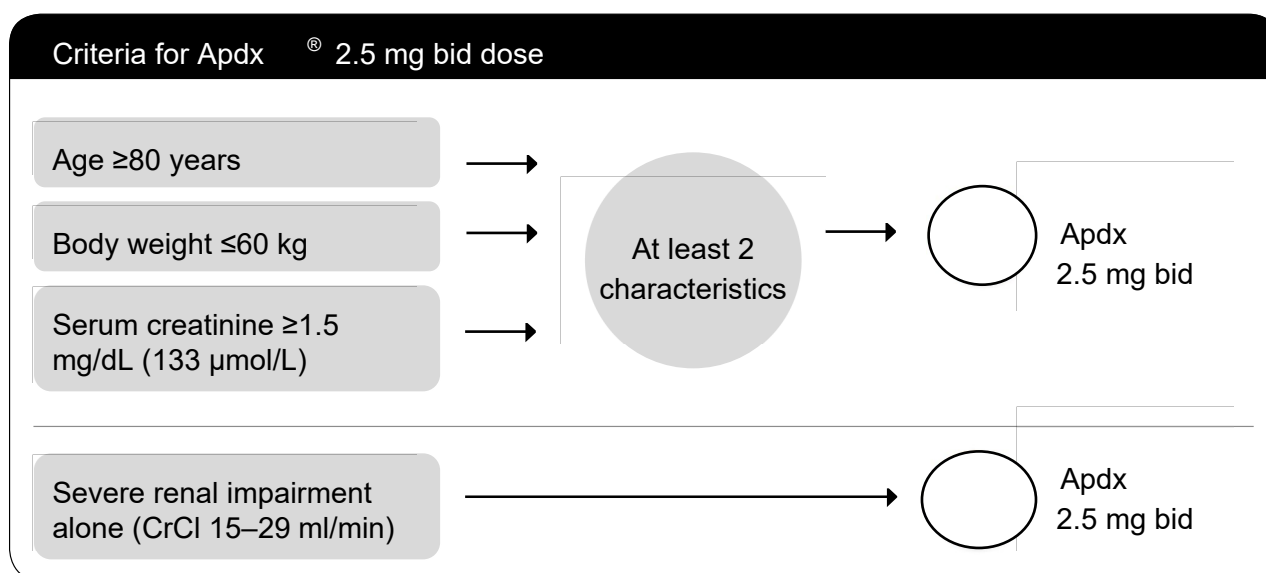 Criteria for Apdx ® 2.5 mg bid dose
Age ≥80 years
Body weight ≤60 kg
Serum creatinine ≥1.5
mg/dL (133 µmol/L)
At least 2
characteristics
Apdx
2.5 mg bid
Severe renal impairment
alone (CrCl 15–29 ml/min)
Apdx
2.5 mg bid